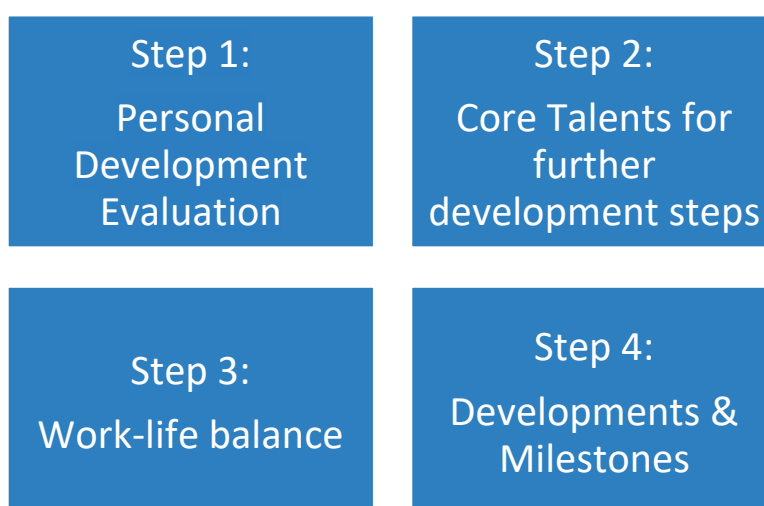 Step 1:
Personal
Development
Evaluation
Step 2:
Core Talents for
further
development steps
Step 3:
Work-life balance
Step 4:
Developments &
Milestones